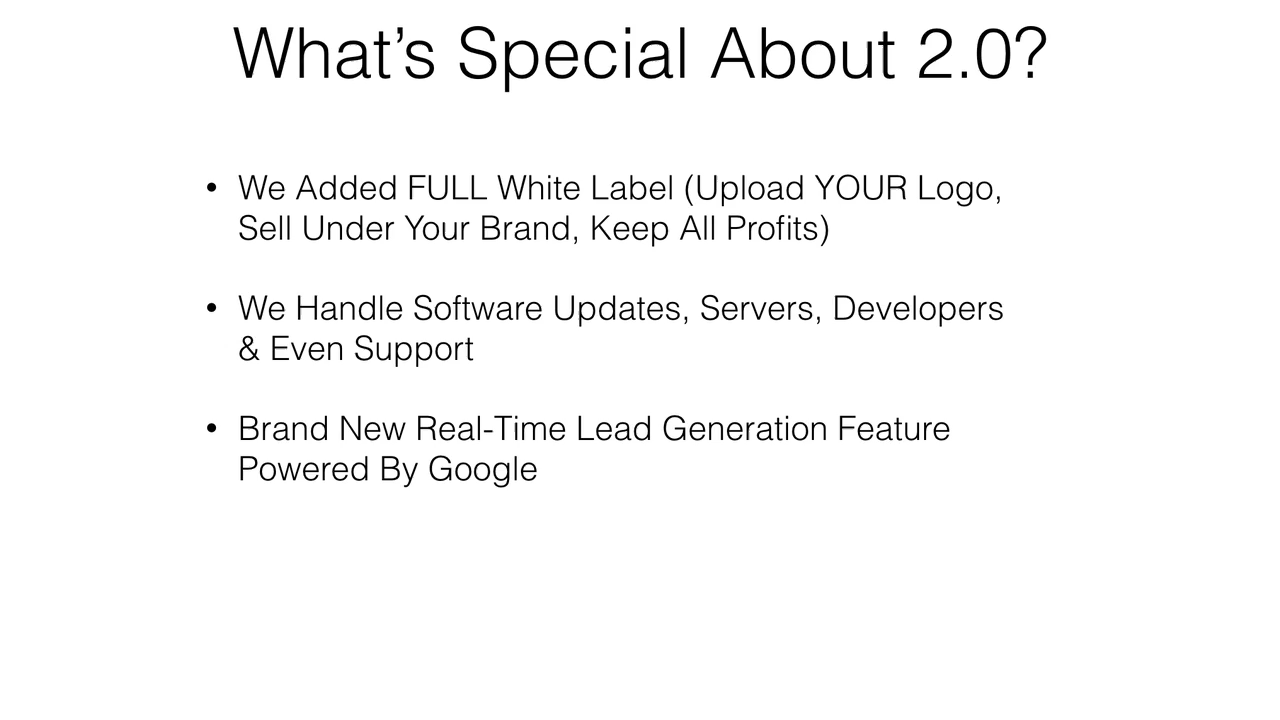 What’s Special About 2.0?
• We Added FULL White Label (Upload YOUR Logo,
Sell Under Your Brand, Keep All Profits)
• We Handle Software Updates, Servers, Developers
& Even Support
• Brand New Real-Time Lead Generation Feature
Powered By Google